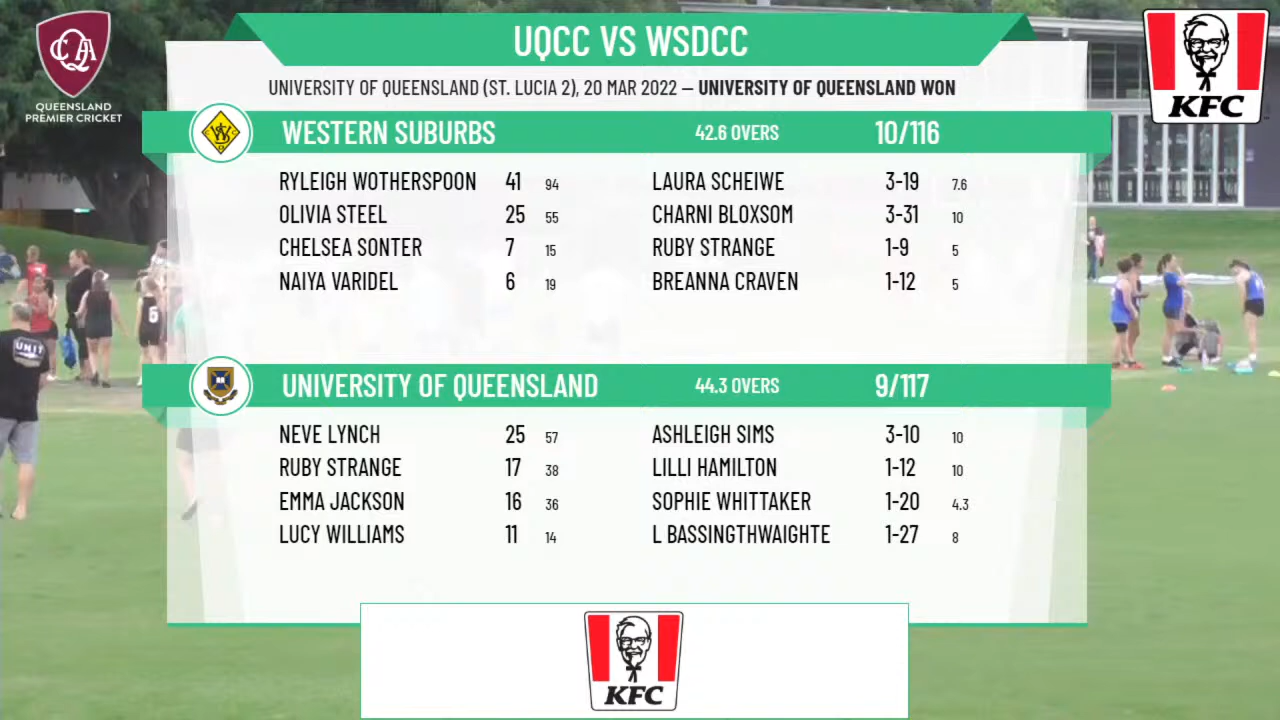 UQCC VS WSDCC
QUEENSLAND
PREMIER CRICKET
KFC
UNIVERSITY OF QUEENSLAND (ST. LUCIA 2), 20 MAR 2022 – UNIVERSITY OF QUEENSLAND WON
WESTERN SUBURBS 42.6 OVERS 10/116
RYLEIGH WOTHERSPOON 41 94 LAURA SCHEIWE 3-19 7.6
OLIVIA STEEL 25 55 CHARNI BLOXSOM 3-31 10
CHELSEA SONTER 7 15 RUBY STRANGE 1-9 5
NAIYA VARIDEL 6 19 BREANNA CRAVEN 1-12 5
UNIT
5
UNIVERSITY OF QUEENSLAND 44.3 OVERS 9/117
NEVE LYNCH 25 57 ASHLEIGH SIMS 3-10 10
RUBY STRANGE 17 38 LILLI HAMILTON 1-12 10
EMMA JACKSON 16 36 SOPHIE WHITTAKER 1-20 4.3
LUCY WILLIAMS 11 14 L BASSINGTHWAIGHTE 1-27 8
KFC